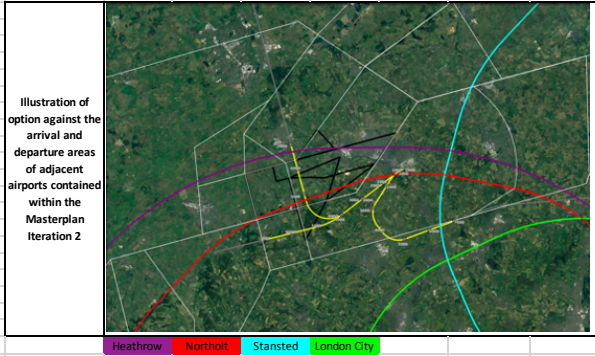 Illustration of
option against the
arrival and
departure areas
of adjacent
airports contained
within the
Masterplan
Iteration 2
Heathrow
Northolt
Stansted
London City